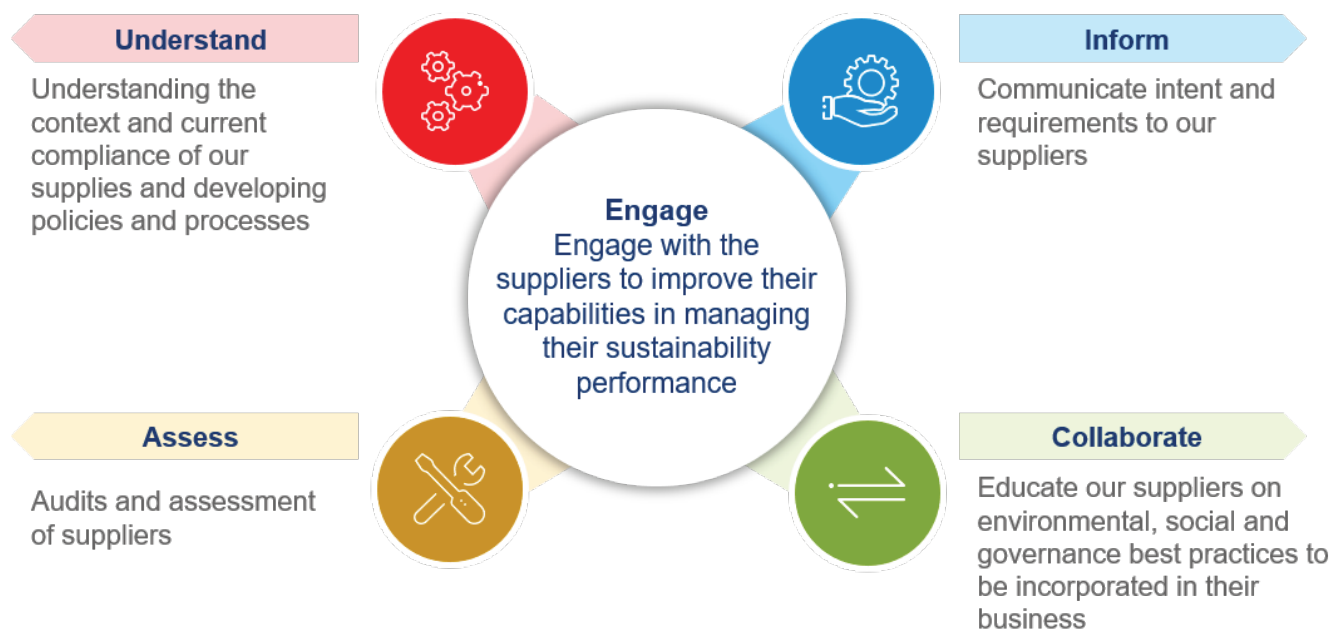 Understand
Understanding the
context and current
compliance of our
supplies and developing
policies and processes
Inform
Communicate intent and
requirements to our
suppliers
Engage
Engage with the
suppliers to improve their
capabilities in managing
their sustainability
performance
Assess
Audits and assessment
of suppliers
Collaborate
Educate our suppliers on
environmental, social and
governance best practices to
be incorporated in their
business